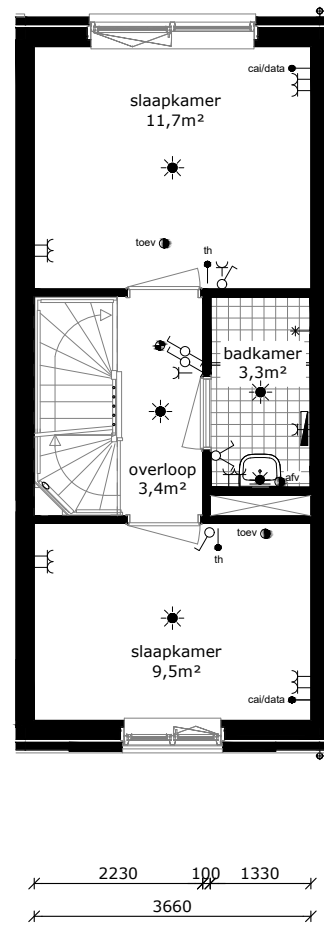 cai/data
slaapkamer
11,7m²
toev
th
badkamer
3,3m²
overloop
3,4m²
afv
toev
th
slaapkamer
9,5m²
cai/data
2230 100 1330
3660